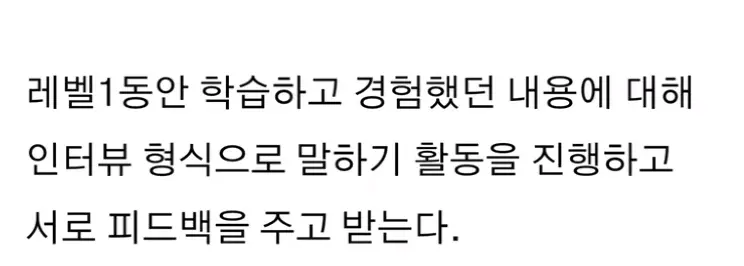 레벨1동안 학습하고 경험했던 내용에 대해
인터뷰 형식으로 말하기 활동을 진행하고
서로 피드백을 주고 받는다.